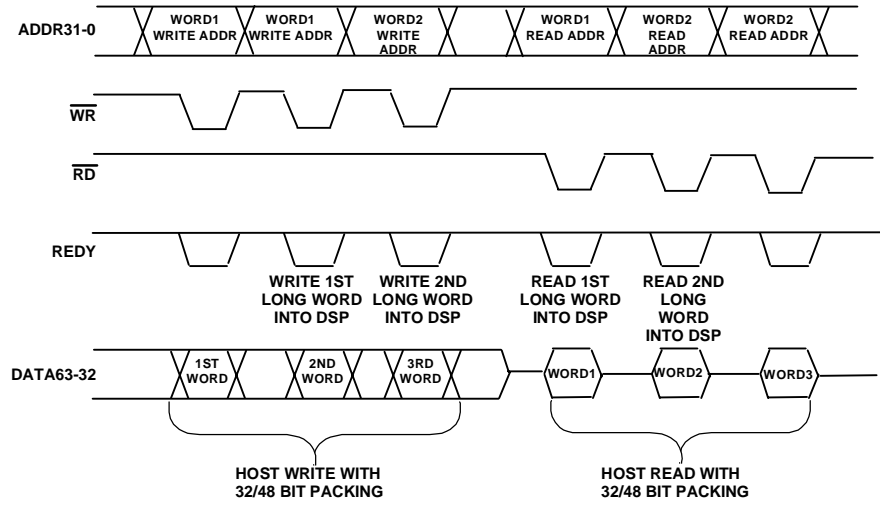 ADDR31-0
WORD1
WRITE ADDR
WORD1
WRITE ADDR
WORD2
WRITE
ADDR
WORD1
READ ADDR
WORD2
READ
ADDR
WORD2
READ ADDR
WR
RD
REDY
WRITE 1ST
LONG WORD
INTO DSP
WRITE 2ND
LONG WORD
INTO DSP
READ 1ST
LONG WORD
INTO DSP
READ 2ND
LONG
WORD
INTO DSP
DATA63-32
1ST
WORD
2ND
WORD
3RD
WORD
WORD1
WORD2
WORD3
HOST WRITE WITH
32/48 BIT PACKING
HOST READ WITH
32/48 BIT PACKING